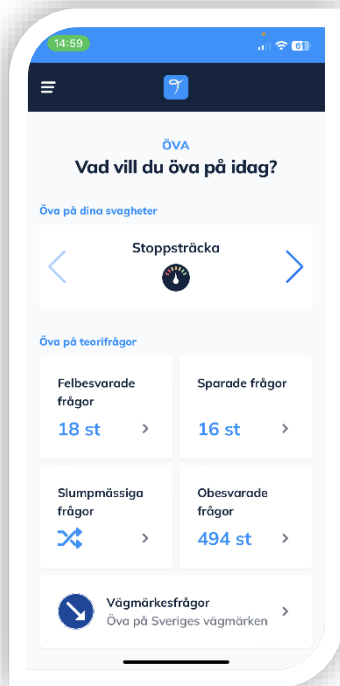 14:59
61
ÖVA
Vad vill du öva på idag?
Öva på dina svagheter
Stoppsträcka
Öva på teorifrågor
Felbesvarade
frågor
18 st
Sparade frågor
16 st
Slumpmässiga
frågor
Obesvarade
frågor
494 st
Vägmärkesfrågor
Öva på Sveriges vägmärken